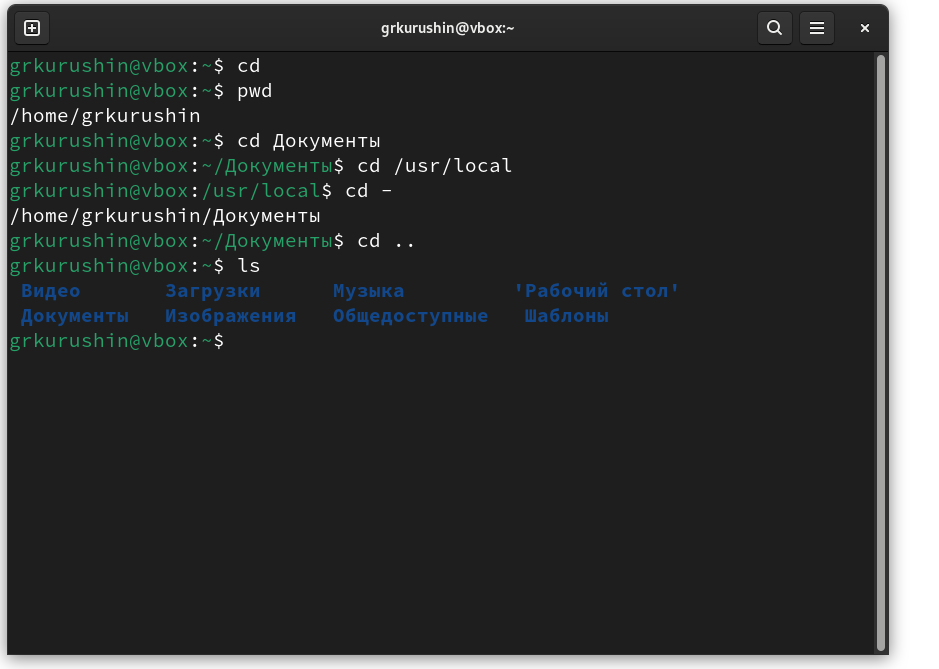 grkurushin@vbox:~
grkurushin@vbox:~$ cd
grkurushin@vbox:~$ pwd
/home/grkurushin
grkurushin@vbox:~$ cd Документы
grkurushin@vbox:~/Документы$ cd /usr/local
grkurushin@vbox:/usr/local$ cd -
/home/grkurushin/Документы
grkurushin@vbox:~/Документы$ cd ..
grkurushin@vbox:~$ ls
Видео Загрузки Музыка 'Рабочий стол'
Документы Изображения Общедоступные Шаблоны
grkurushin@vbox:~$